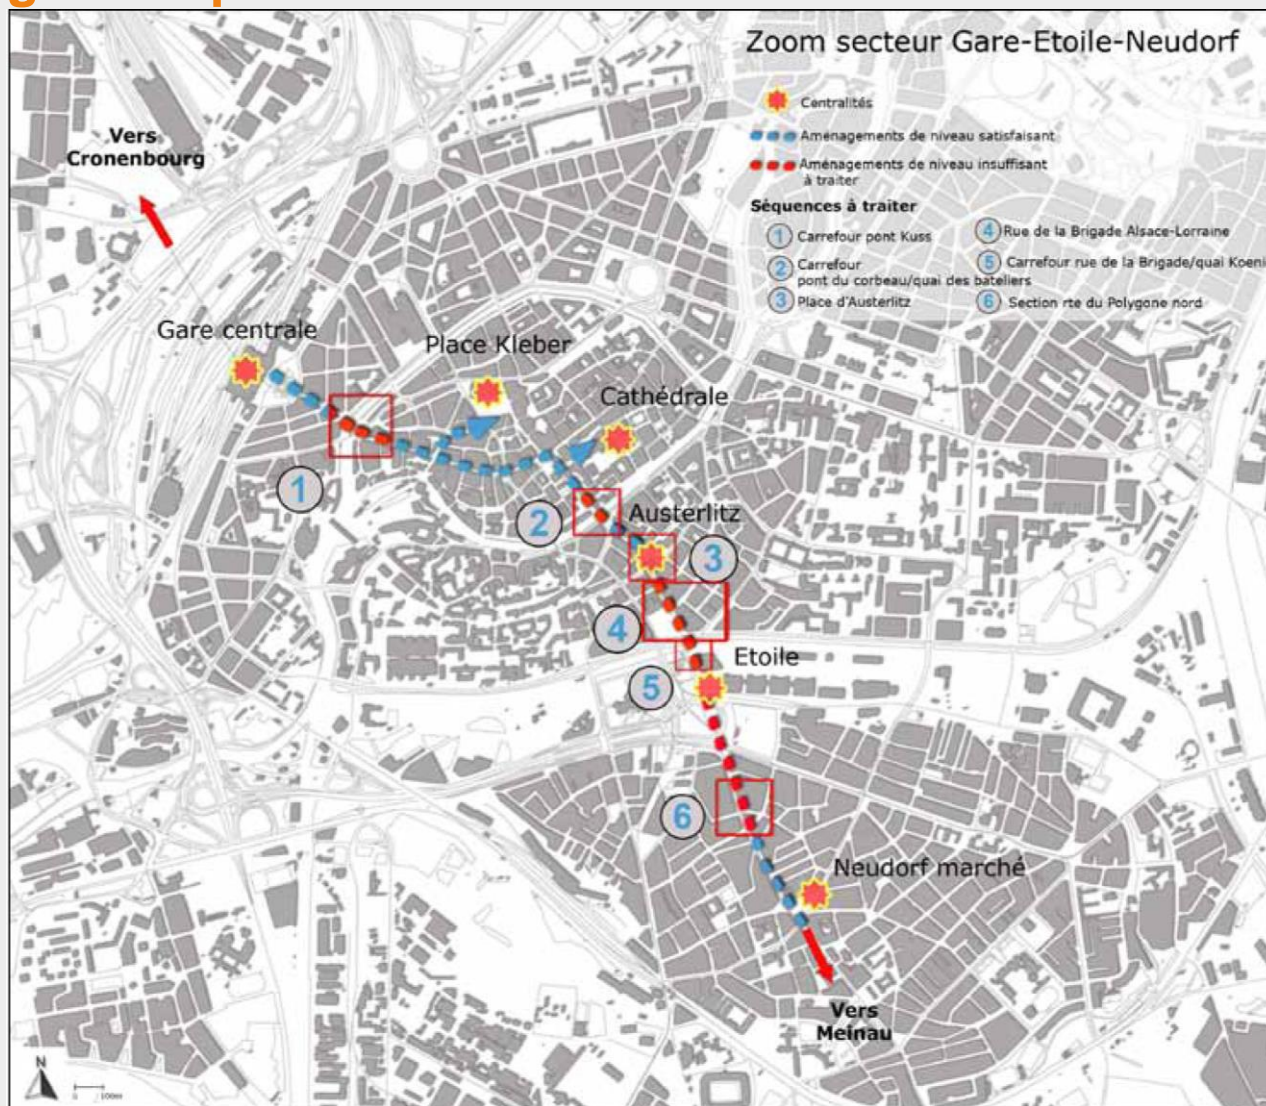 Zoom secteur Gare-Etoile-Neudorf
Centralités
Aménagements de niveau satisfaisant
Aménagements de niveau insuffisant
à traiter
Séquences à traiter
1 Carrefour pont Kuss
2 Carrefour
pont du corbeau/quai des bateliers
3 Place d'Austerlitz
4 Rue de la Brigade Alsace-Lorraine
5 Carrefour rue de la Brigade/quai Koeni
6 Section rte du Polygone nord
Vers
Cronenbourg
Gare centrale
Place Kleber
Cathédrale
1
2
Austerlitz
3
4
Etoile
5
6
Neudorf marché
Vers
Meinau
N
100m